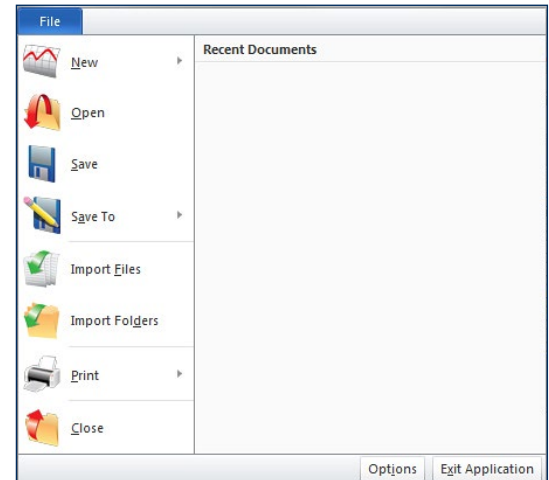 File
Recent Documents
New
Open
Save
Save To
Import Files
Import Folders
Print
Close
Options
Exit Application